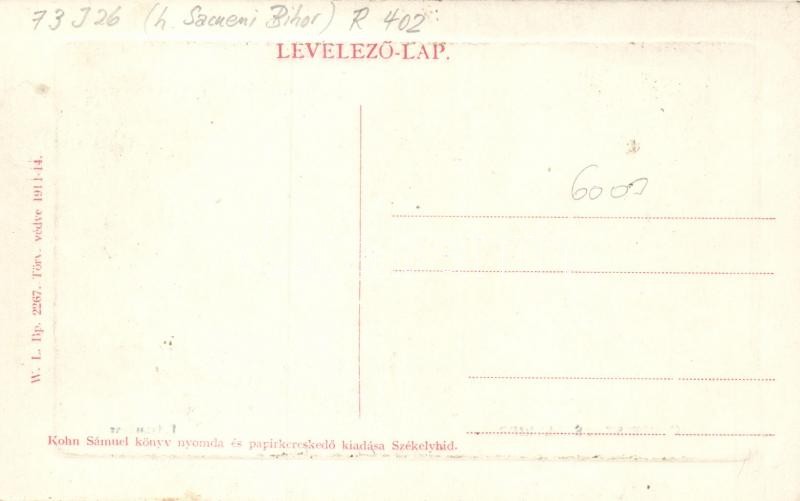 73 J 26 (h. Sacueni Bihor) R 402
LEVELEZŐ-LAP.
6000
W. L. Bp. 2267. Törv. védve 1911-14.
Kohn Sámuel könyv nyomda és papirkereskedő kiadása Székelyhid.